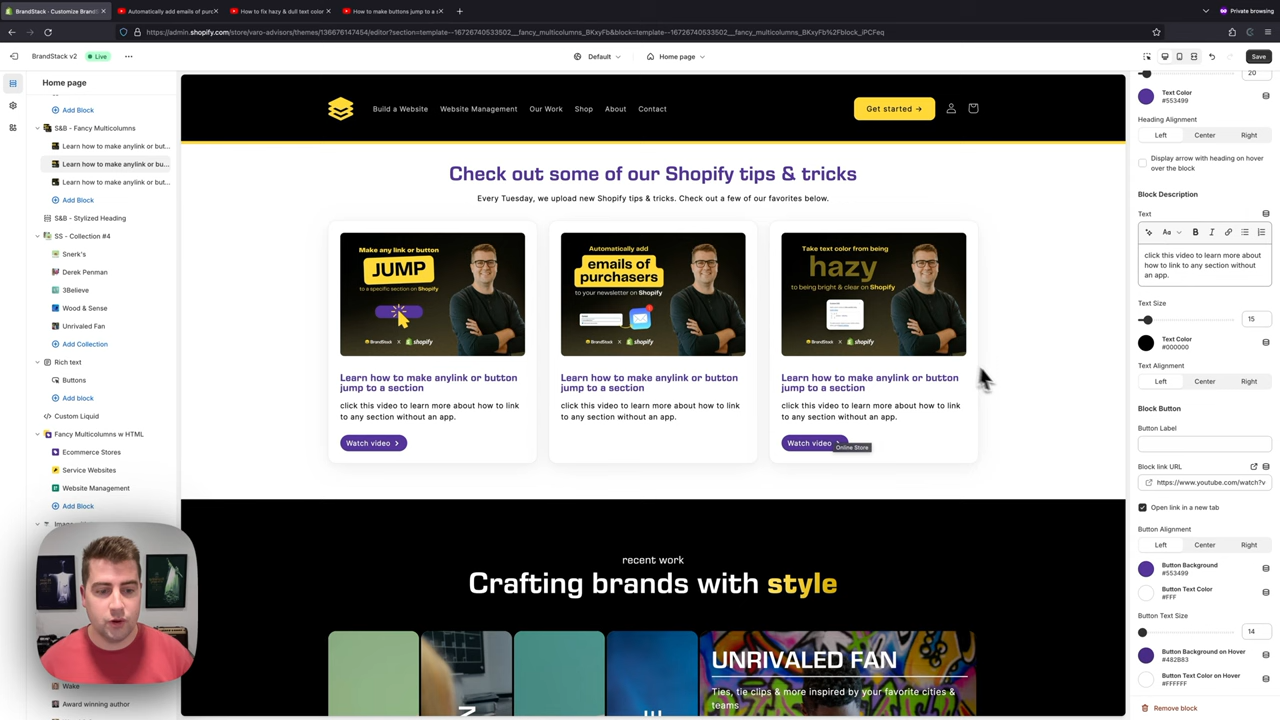 BrandStack - Customize BrandS
Automatically add emails of purc
How to fix hazy & dull text color
How to make buttons jump to a s
Private browsing
https://admin.shopify.com/store/varo-advisors/themes/136676147504/editor?section=template--16726740533502__fancy_multicolumns_BKxyFb&block=template--16726740533502__fancy_multicolumns_BKxyFb%2Fblock_iPCFeq
BrandStack v2
Live
Default
Home page
Save
Home page
Add Block
S&B - Fancy Multicolumns
Learn how to make anylink or but...
Learn how to make anylink or bu...
Learn how to make anylink or but...
Add Block
S&B - Stylized Heading
SS - Collection #4
Snerk's
Derek Penman
3Believe
Wood & Sense
Unrivaled Fan
Add Collection
Rich text
Buttons
Add block
Custom Liquid
Fancy Multicolumns w HTML
Ecommerce Stores
Service Websites
Website Management
Add Block
Wake
Award winning author
Build a Website
Website Management
Our Work
Shop
About
Contact
Get started →
Check out some of our Shopify tips & tricks
Every Tuesday, we upload new Shopify tips & tricks. Check out a few of our favorites below.
Make any link or button
JUMP
to a specific section on Shopify
BrandStack X shopify
Learn how to make anylink or button
jump to a section
click this video to learn more about how to link
to any section without an app.
Watch video
Automatically add
emails of
purchasers
to your newsletter on Shopify
BrandStack X shopify
Learn how to make anylink or button
jump to a section
click this video to learn more about how to link
to any section without an app.
Take text color from being
hazy
to being bright & clear on Shopify
BrandStack X shopify
Learn how to make anylink or button
jump to a section
click this video to learn more about how to link
to any section without an app.
Watch video
Online Store
recent work
Crafting brands with style
UNRIVALED FAN
Ties, tie clips & more inspired by your favorite cities &
teams
20
Text Color
#553499
Heading Alignment
Left
Center
Right
Display arrow with heading on hover
over the block
Block Description
Text
Aa
B
I
click this video to learn more about
how to link to any section without
an app.
Text Size
15
Text Color
#000000
Text Alignment
Left
Center
Right
Block Button
Button Label
Block link URL
https://www.youtube.com/watch?v
Open link in a new tab
Button Alignment
Left
Center
Right
Button Background
#553499
Button Text Color
#FFF
Button Text Size
14
Button Background on Hover
#482B83
Button Text Color on Hover
#FFFFFF
Remove block